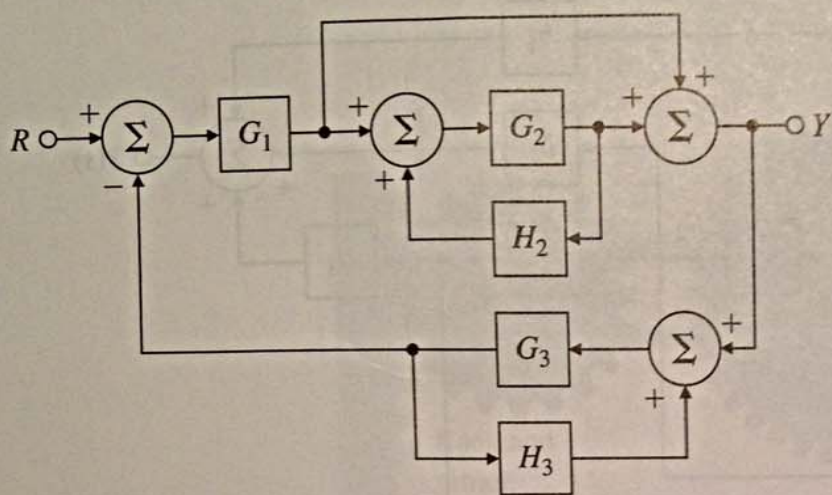 + +
R + Σ G₁ + Σ G₂ + Σ Y
− +
H₂
G₃ Σ +
+
H₃